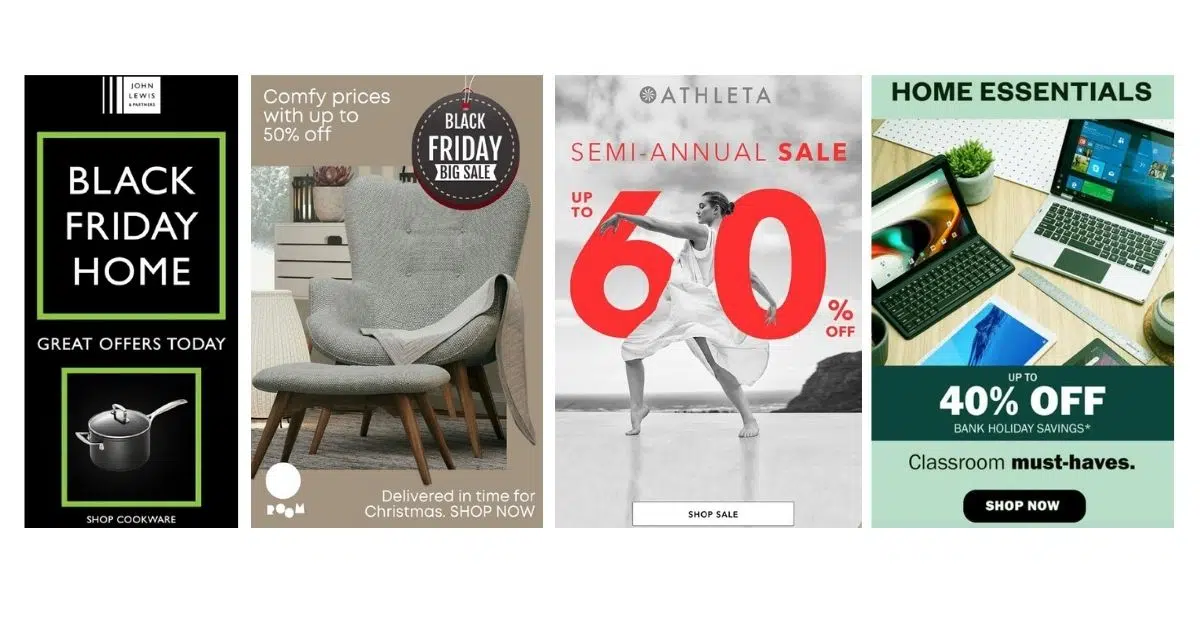 JOHN
LEWIS
& PARTNERS
BLACK
FRIDAY
HOME
GREAT OFFERS TODAY
SHOP COOKWARE
Comfy prices
with up to
50% off
BLACK
FRIDAY
BIG SALE
ROOM
Delivered in time for
Christmas. SHOP NOW
ATHLETA
SEMI-ANNUAL SALE
UP
TO
60
%
OFF
SHOP SALE
HOME ESSENTIALS
UP TO
40% OFF
BANK HOLIDAY SAVINGS*
Classroom must-haves.
SHOP NOW